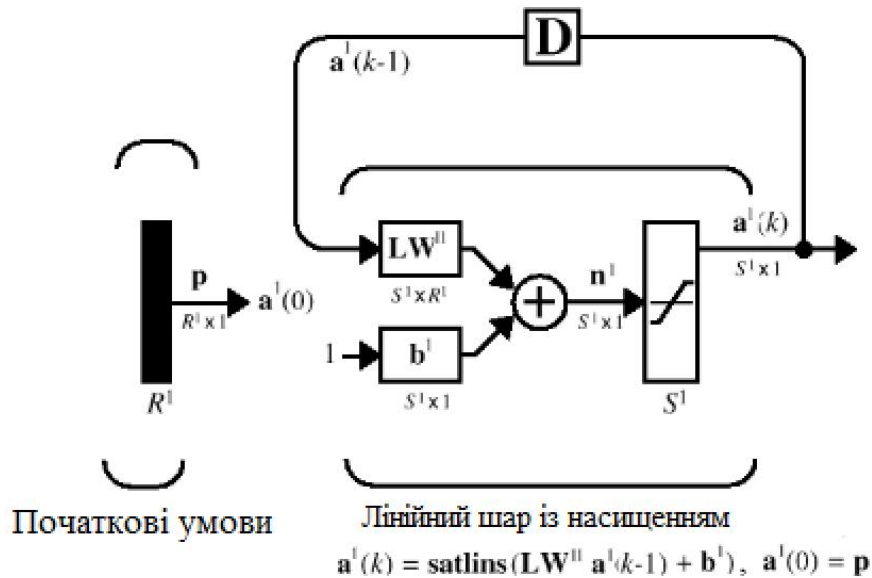 D
a¹(k-1)
a¹(k)
LW¹¹
p
a¹(0)
n¹
S¹x1
R¹x1
S¹xR¹
S¹x1
1
b¹
R¹
S¹x1
S¹
Початкові умови
Лінійний шар із насищенням
a¹(k) = satlins(LW¹¹ a¹(k-1) + b¹), a¹(0) = p